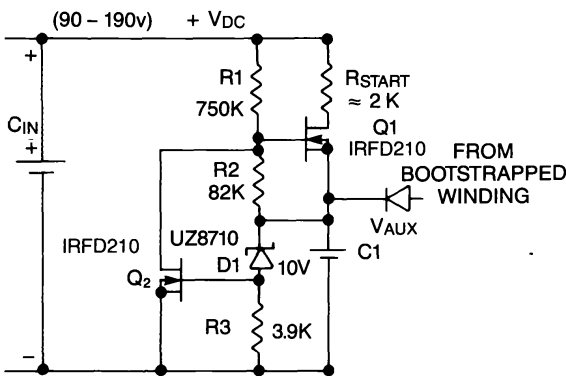 (90 – 190v) + VDC
+
R1
750K
RSTART
≈ 2 K
CIN
+
Q1
IRFD210
FROM
BOOTSTRAPPED
WINDING
R2
82K
VAUX
IRFD210
UZ8710
D1
10V
C1
Q2
R3
3.9K
–